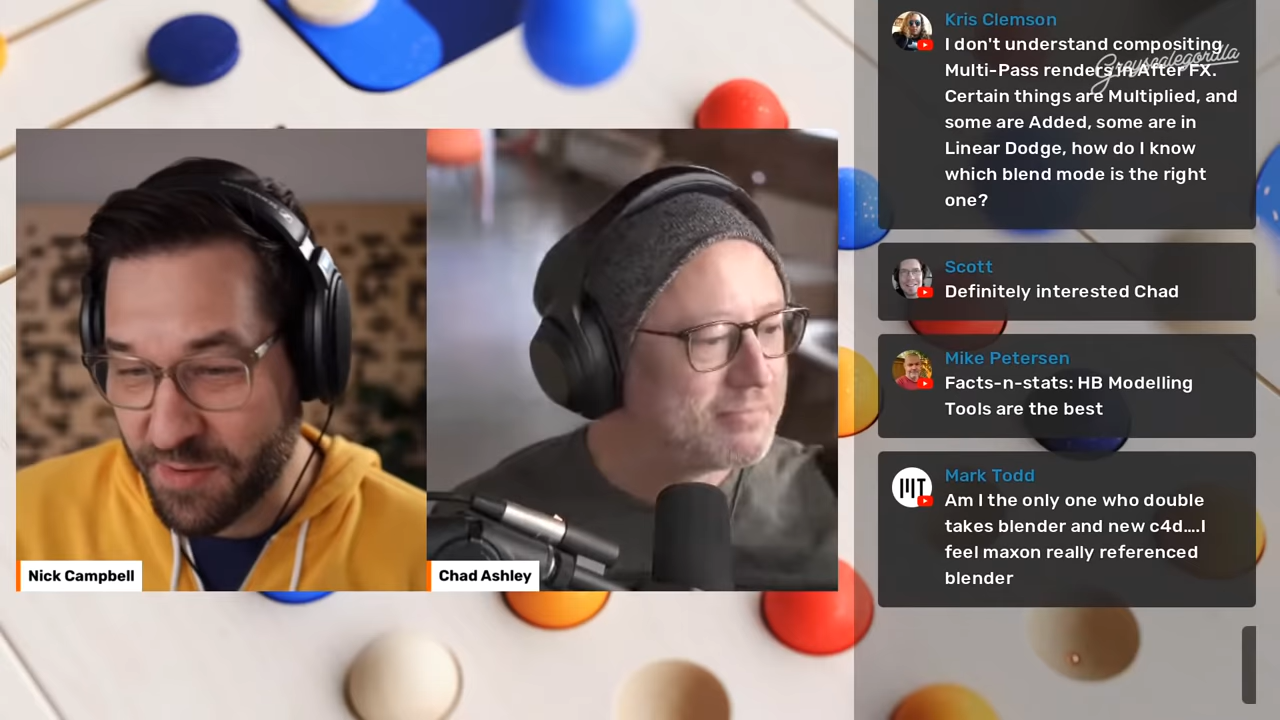 Kris Clemson
I don't understand compositing
Multi-Pass renders in After FX.
Certain things are Multiplied, and
some are Added, some are in
Linear Dodge, how do I know
which blend mode is the right
one?
Greyscalegorilla
Scott
Definitely interested Chad
Mike Petersen
Facts-n-stats: HB Modelling
Tools are the best
MT
Mark Todd
Am I the only one who double
takes blender and new c4d....I
feel maxon really referenced
blender
Nick Campbell
Chad Ashley